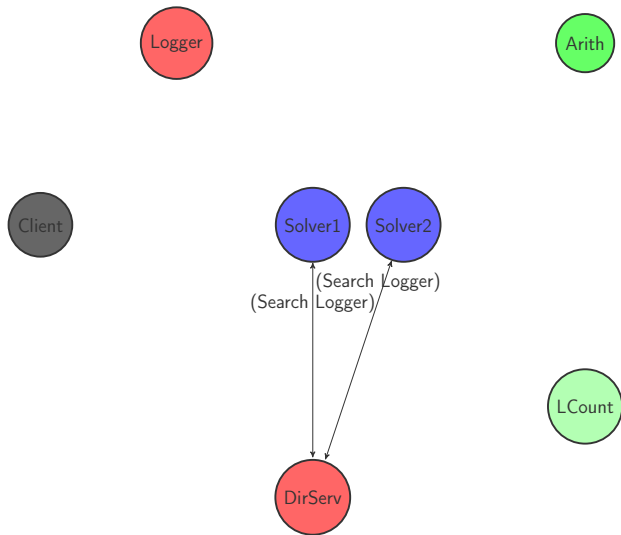 Logger
Arith
Client
Solver1
Solver2
(Search Logger)
(Search Logger)
LCount
DirServ